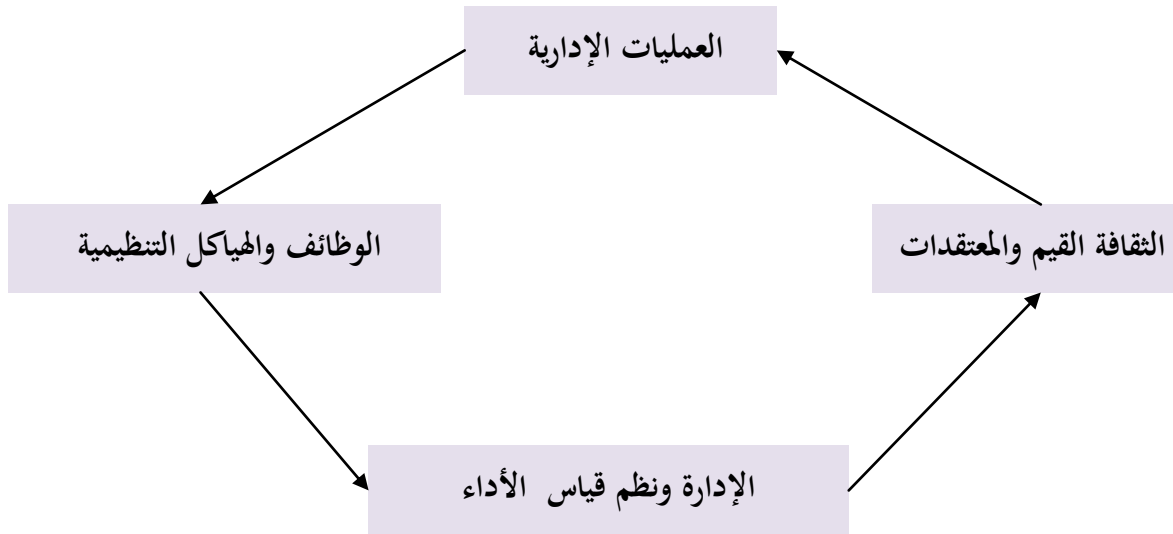 العمليات الإدارية
الثقافة القيم والمعتقدات
الوظائف والهياكل التنظيمية
الإدارة ونظم قياس الأداء